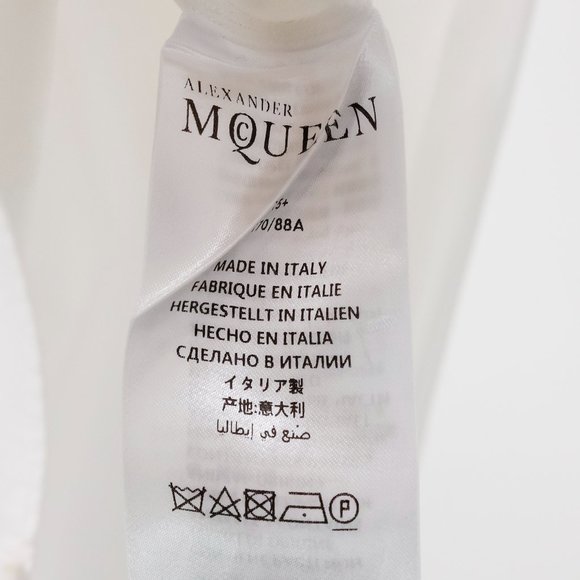 ALEXANDER
McQUEEN
5+
70/88A
MADE IN ITALY
FABRIQUE EN ITALIE
HERGESTELLT IN ITALIEN
HECHO EN ITALIA
СДЕЛАНО В ИТАЛИИ
イタリア製
产地:意大利
صنع في إيطاليا
P